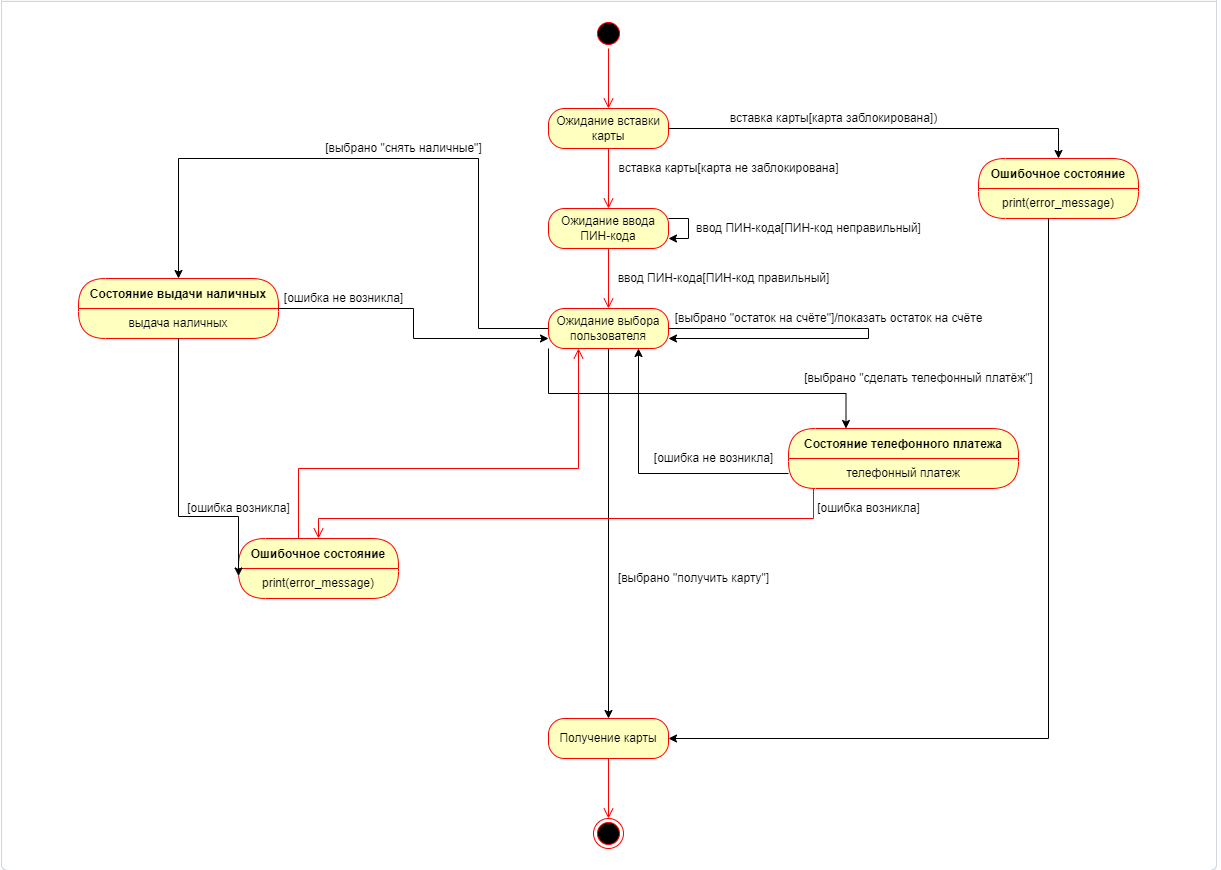 Ожидание вставки
карты
вставка карты[карта заблокирована])
[выбрано "снять наличные"]
вставка карты[карта не заблокирована]
Ошибочное состояние
print(error_message)
Ожидание ввода
ПИН-кода
ввод ПИН-кода[ПИН-код неправильный]
ввод ПИН-кода[ПИН-код правильный]
Состояние выдачи наличных
выдача наличных
[ошибка не возникла]
Ожидание выбора
пользователя
[выбрано "остаток на счёте"]/показать остаток на счёте
[выбрано "сделать телефонный платёж"]
Состояние телефонного платежа
телефонный платеж
[ошибка не возникла]
[ошибка возникла]
[ошибка возникла]
Ошибочное состояние
print(error_message)
[выбрано "получить карту"]
Получение карты